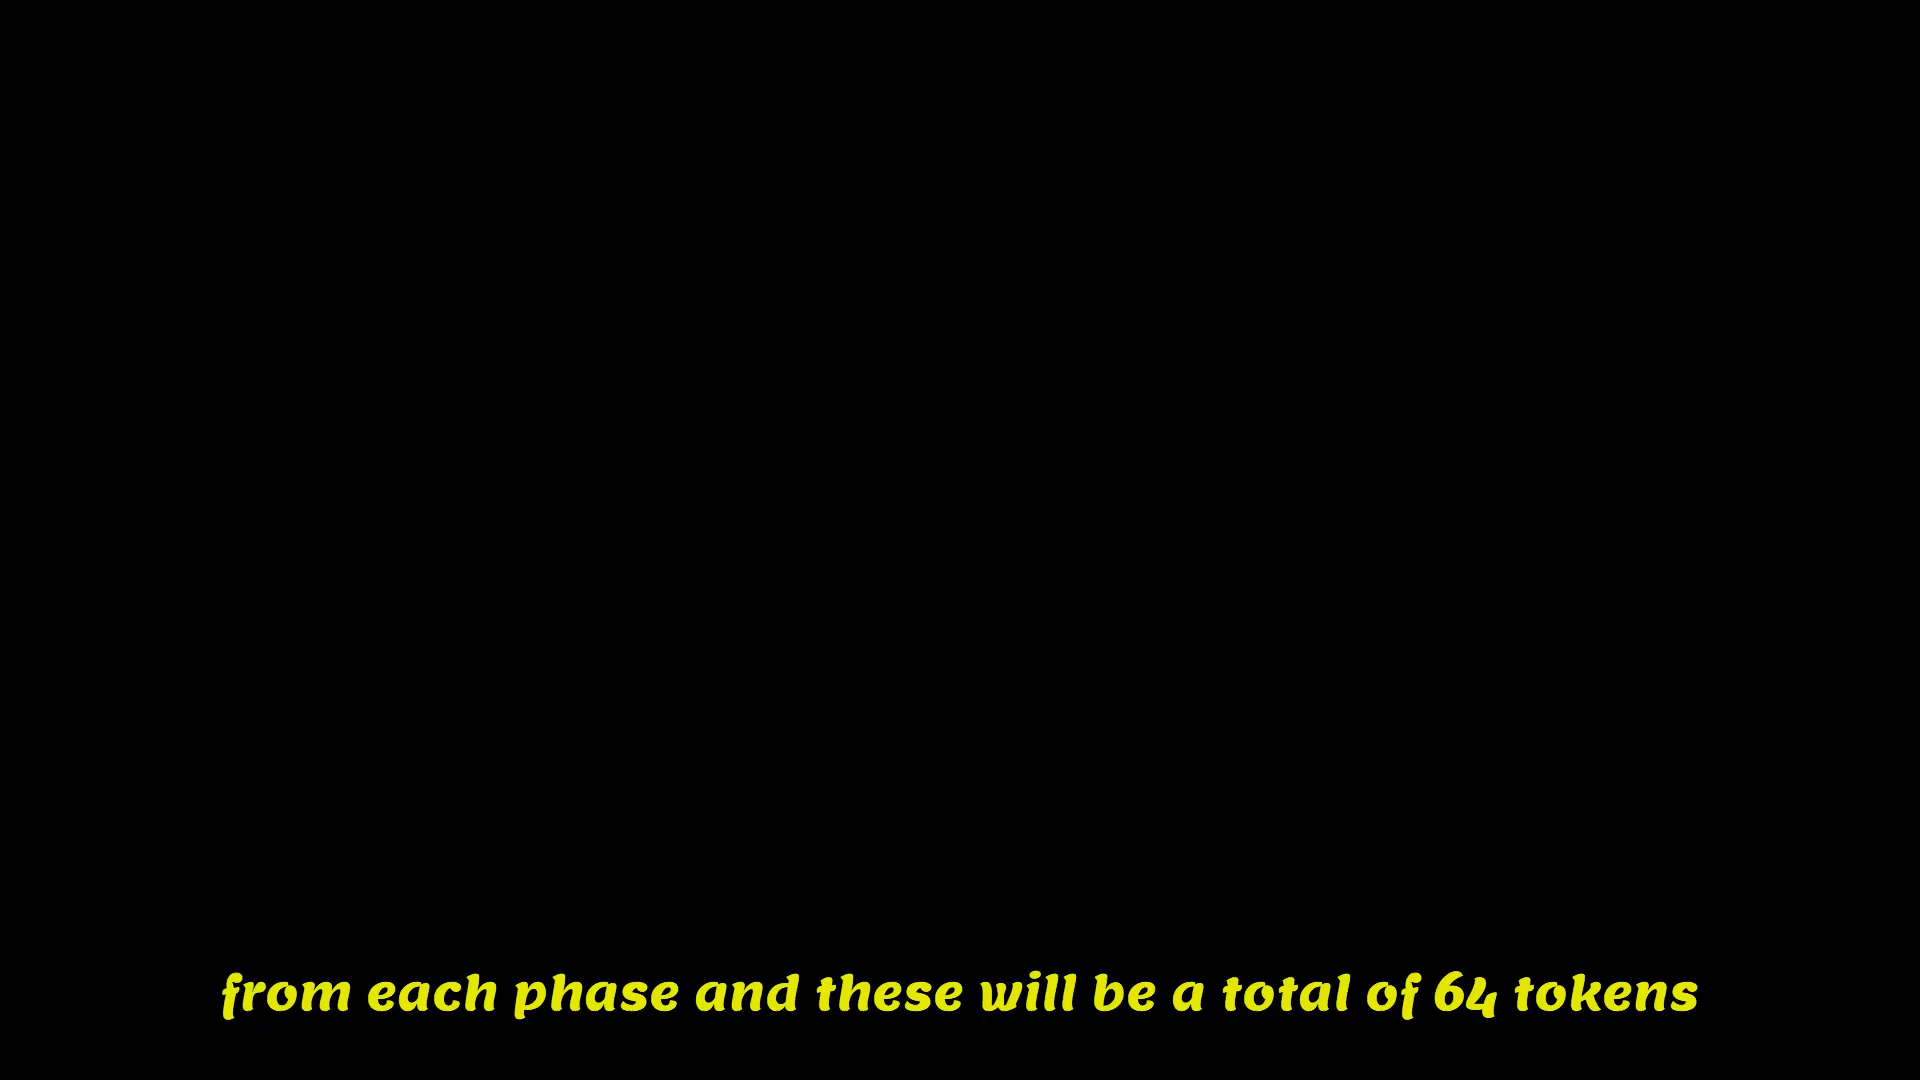 from each phase and these will be a total of 64 tokens